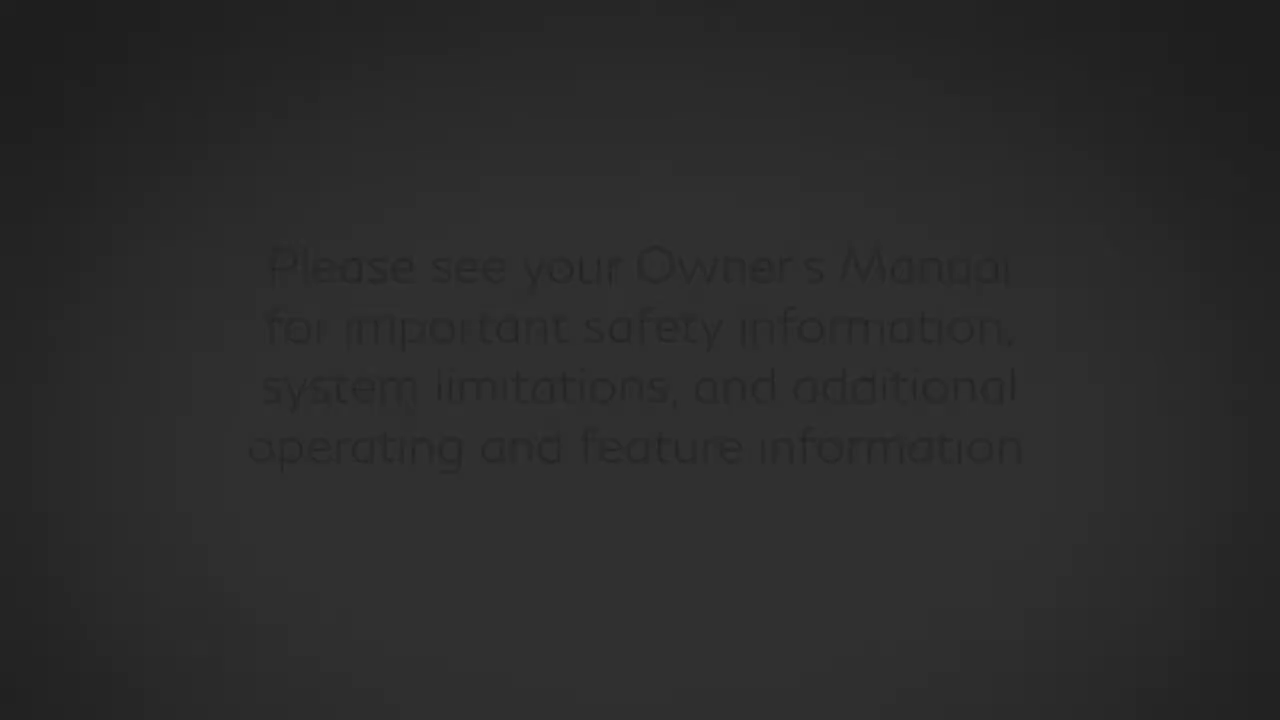 Please see your Owner's Manual
for important safety information,
system limitations, and additional
operating and feature information